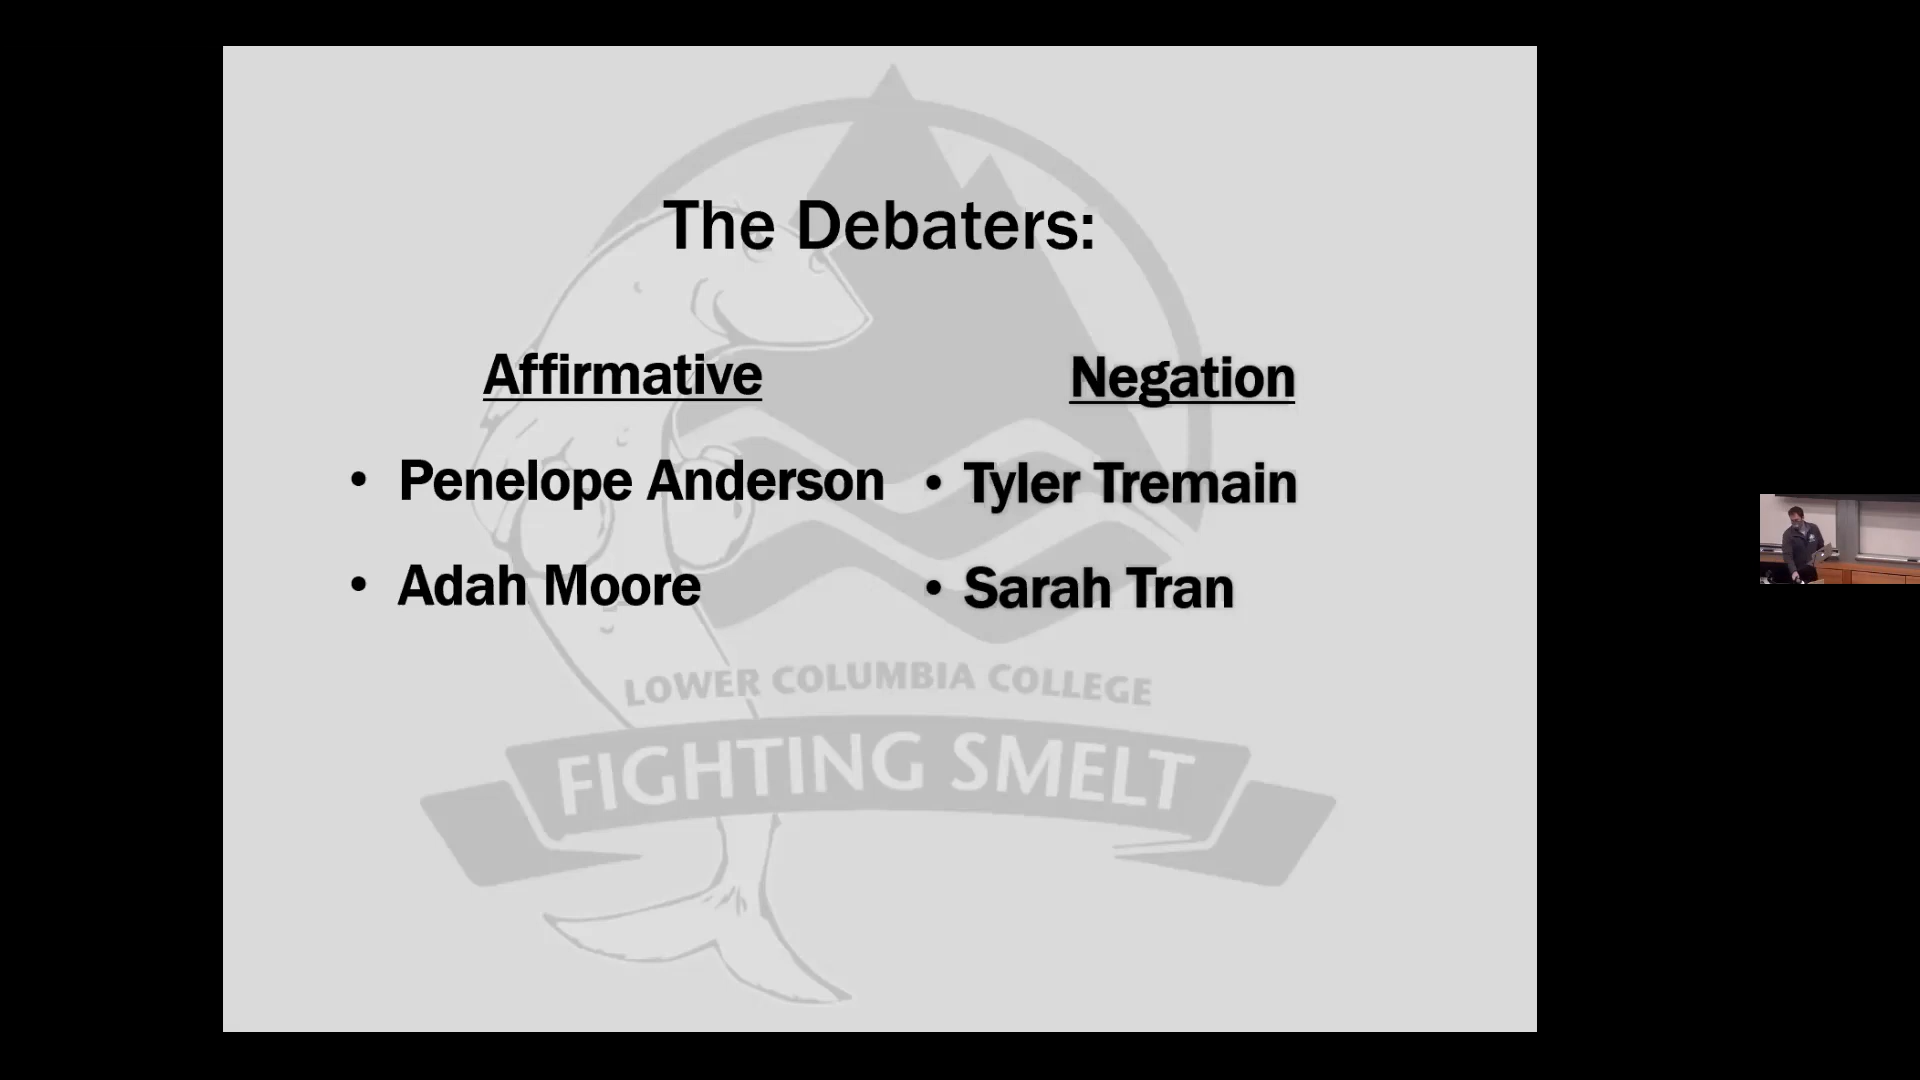 The Debaters:
Affirmative
• Penelope Anderson
• Adah Moore
Negation
• Tyler Tremain
• Sarah Tran
LOWER COLUMBIA COLLEGE
FIGHTING SMELT